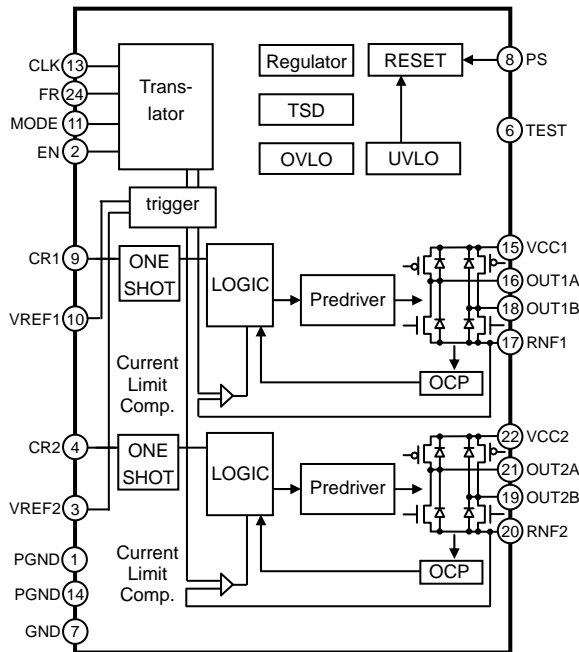 CLK 13
FR 24
MODE 11
EN 2
Trans-
lator
Regulator
RESET
8 PS
TSD
6 TEST
OVLO
UVLO
trigger
CR1 9
ONE
SHOT
LOGIC
Predriver
15 VCC1
16 OUT1A
18 OUT1B
17 RNF1
VREF1 10
Current
Limit
Comp.
OCP
CR2 4
ONE
SHOT
LOGIC
Predriver
22 VCC2
21 OUT2A
19 OUT2B
20 RNF2
VREF2 3
PGND 1
Current
Limit
Comp.
OCP
PGND 14
GND 7